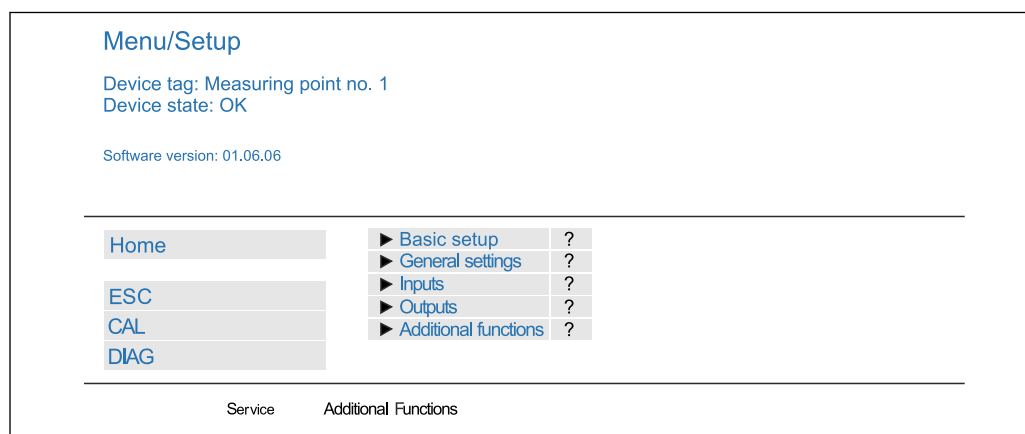 Menu/Setup
Device tag: Measuring point no. 1
Device state: OK
Software version: 01.06.06
Home
ESC
CAL
DIAG
► Basic setup ?
► General settings ?
► Inputs ?
► Outputs ?
► Additional functions ?
Service Additional Functions